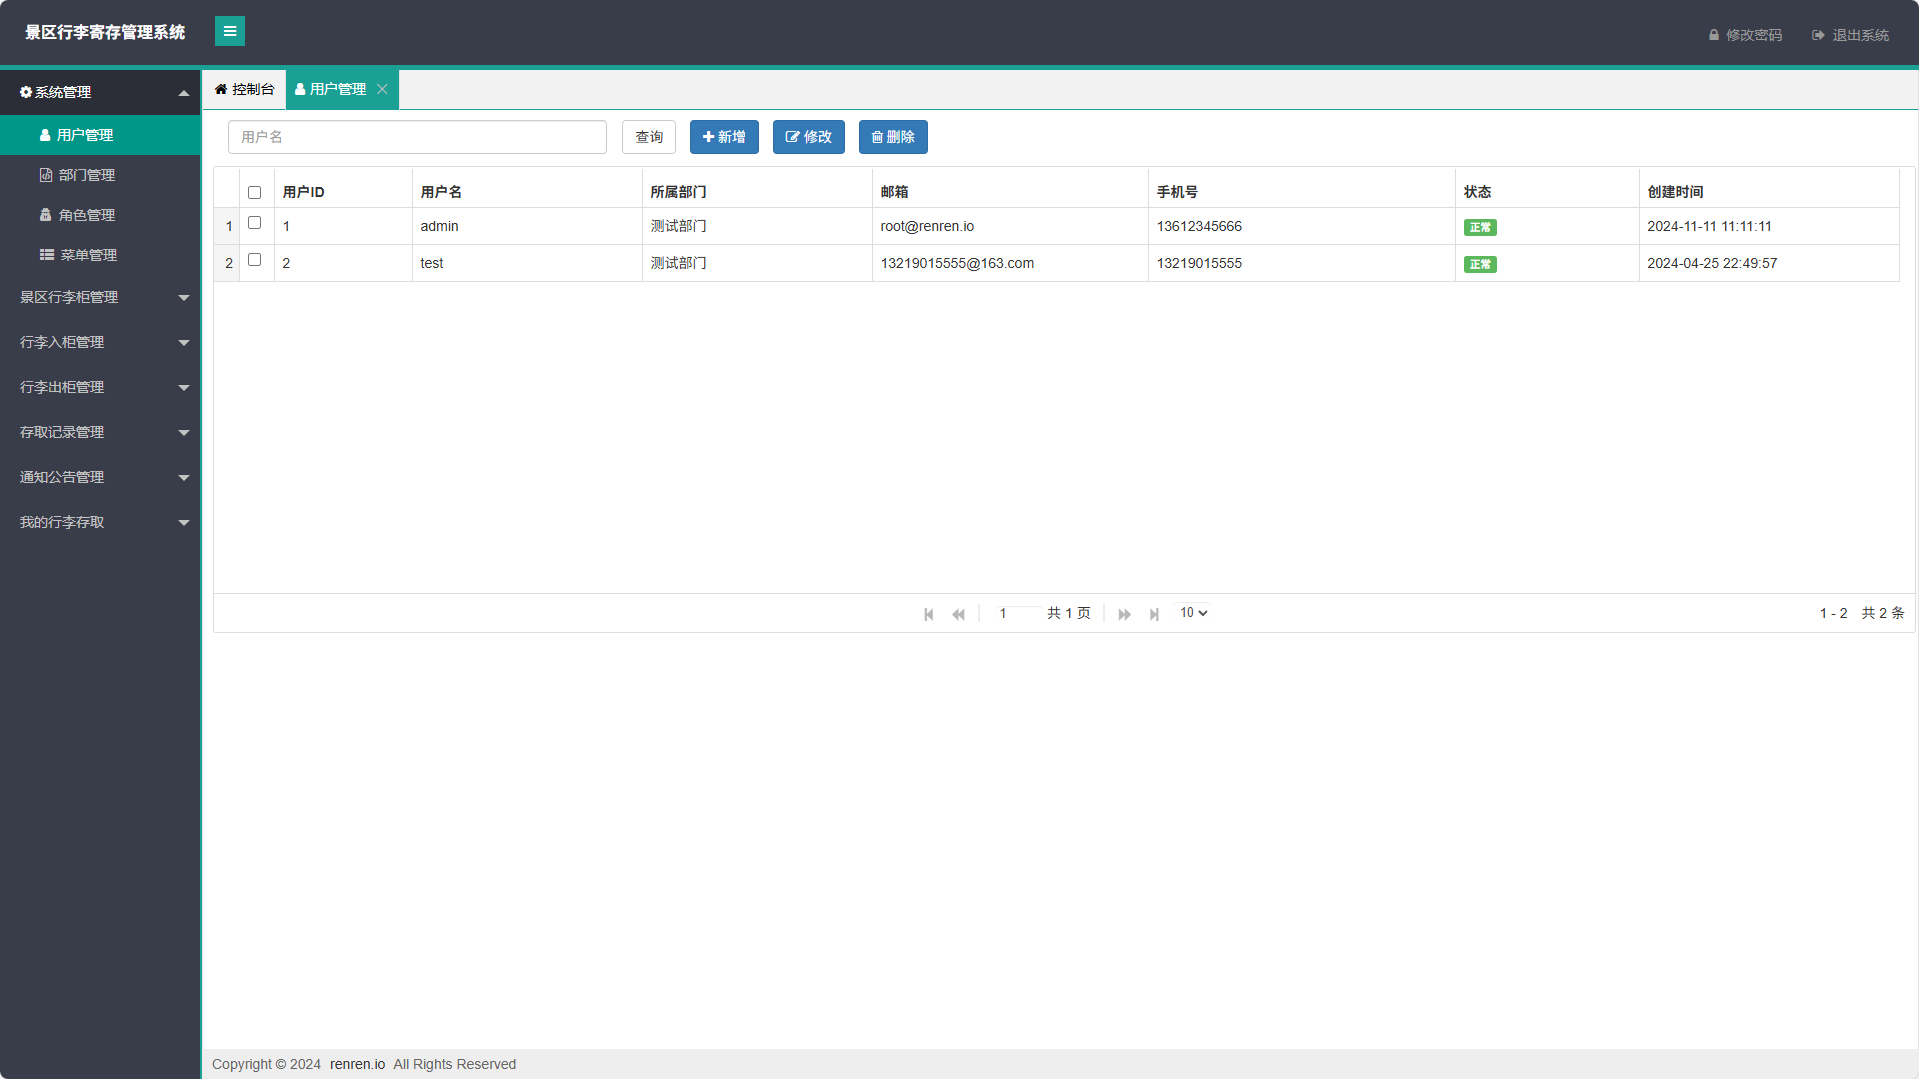 景区行李寄存管理系统
修改密码 退出系统
系统管理
用户管理
部门管理
角色管理
菜单管理
景区行李柜管理
行李入柜管理
行李出柜管理
存取记录管理
通知公告管理
我的行李存取
控制台 用户管理
用户名 查询 新增 修改 删除
用户ID 用户名 所属部门 邮箱 手机号 状态 创建时间
1 1 admin 测试部门 root@renren.io 13612345666 正常 2024-11-11 11:11:11
2 2 test 测试部门 13219015555@163.com 13219015555 正常 2024-04-25 22:49:57
1 共 1 页 10 1 - 2 共 2 条
Copyright © 2024 renren.io All Rights Reserved